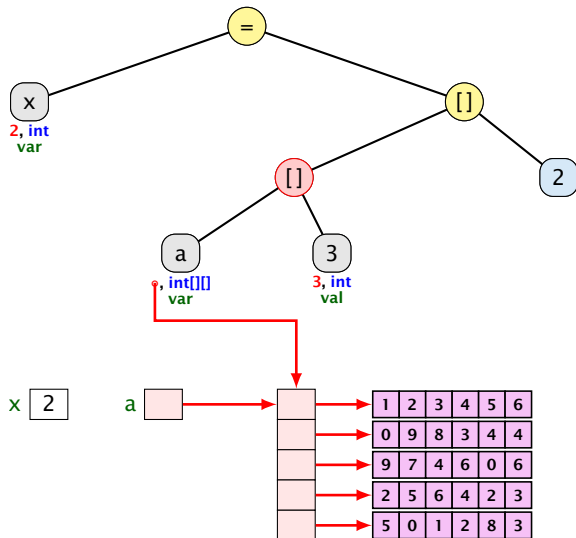 =
x
[]
2, int
var
[]
2
a
3
, int[][]
var
3, int
val
x 2 a
1 2 3 4 5 6
0 9 8 3 4 4
9 7 4 6 0 6
2 5 6 4 2 3
5 0 1 2 8 3